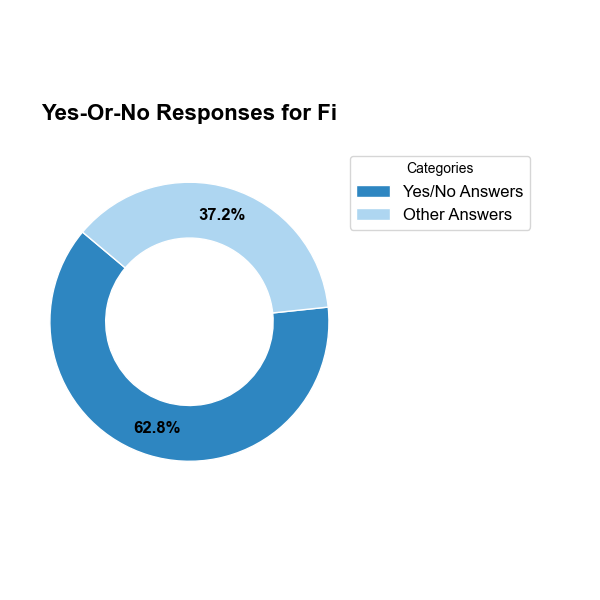 Yes-Or-No Responses for Fi
Categories
Yes/No Answers
Other Answers
37.2%
62.8%